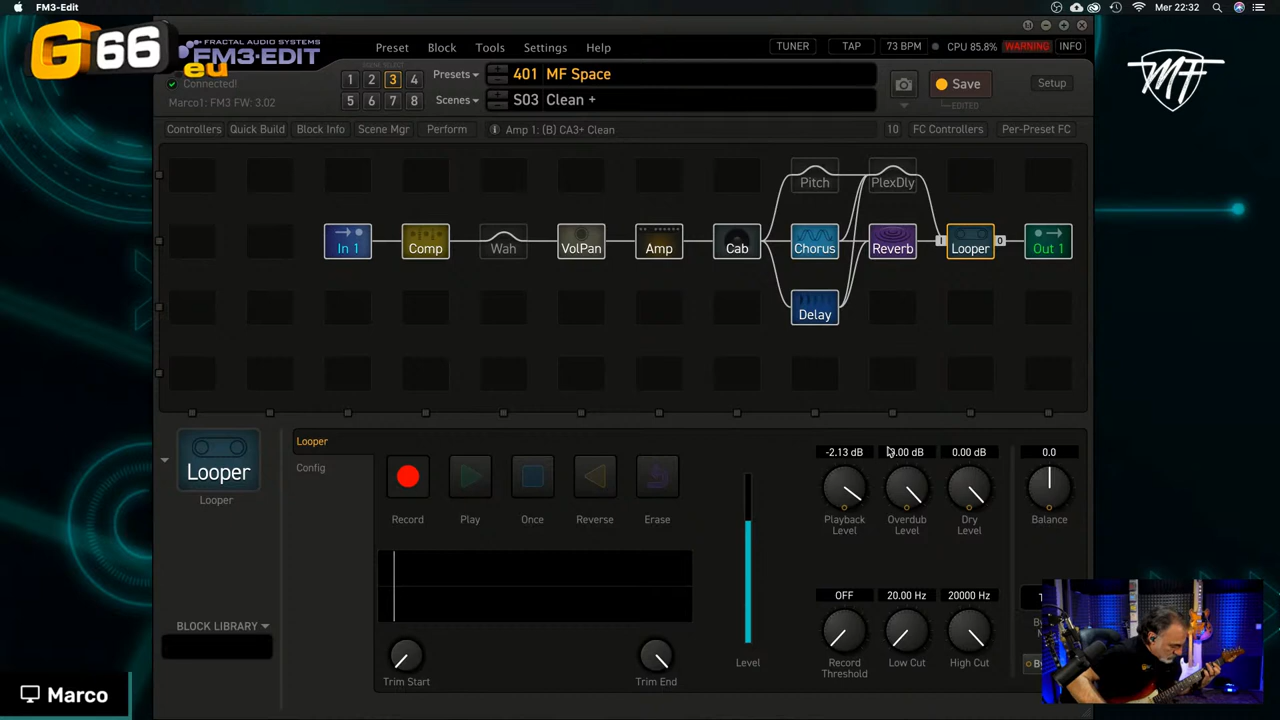 FM3-Edit
Mer 22:32
G66
eu
FRACTAL AUDIO SYSTEMS
FM3-EDIT
Connected!
Marco1: FM3 FW: 3.02
Preset Block Tools Settings Help
TUNER TAP 73 BPM CPU 85.8% WARNING INFO
SCENE SELECT
1 2 3 4
5 6 7 8
Presets 401 MF Space
Scenes S03 Clean +
Save
EDITED
Setup
Controllers Quick Build Block Info Scene Mgr Perform
Amp 1: (B) CA3+ Clean
10 FC Controllers Per-Preset FC
MF
Pitch PlexDly
In 1 Comp Wah VolPan Amp Cab Chorus Reverb I Looper O Out 1
Delay
Looper
Looper
BLOCK LIBRARY
Looper
Config
Record Play Once Reverse Erase
Trim Start Trim End
Level
-2.13 dB
Playback Level
.00 dB
Overdub Level
0.00 dB
Dry Level
0.0
Balance
OFF
Record Threshold
20.00 Hz
Low Cut
20000 Hz
High Cut
Marco